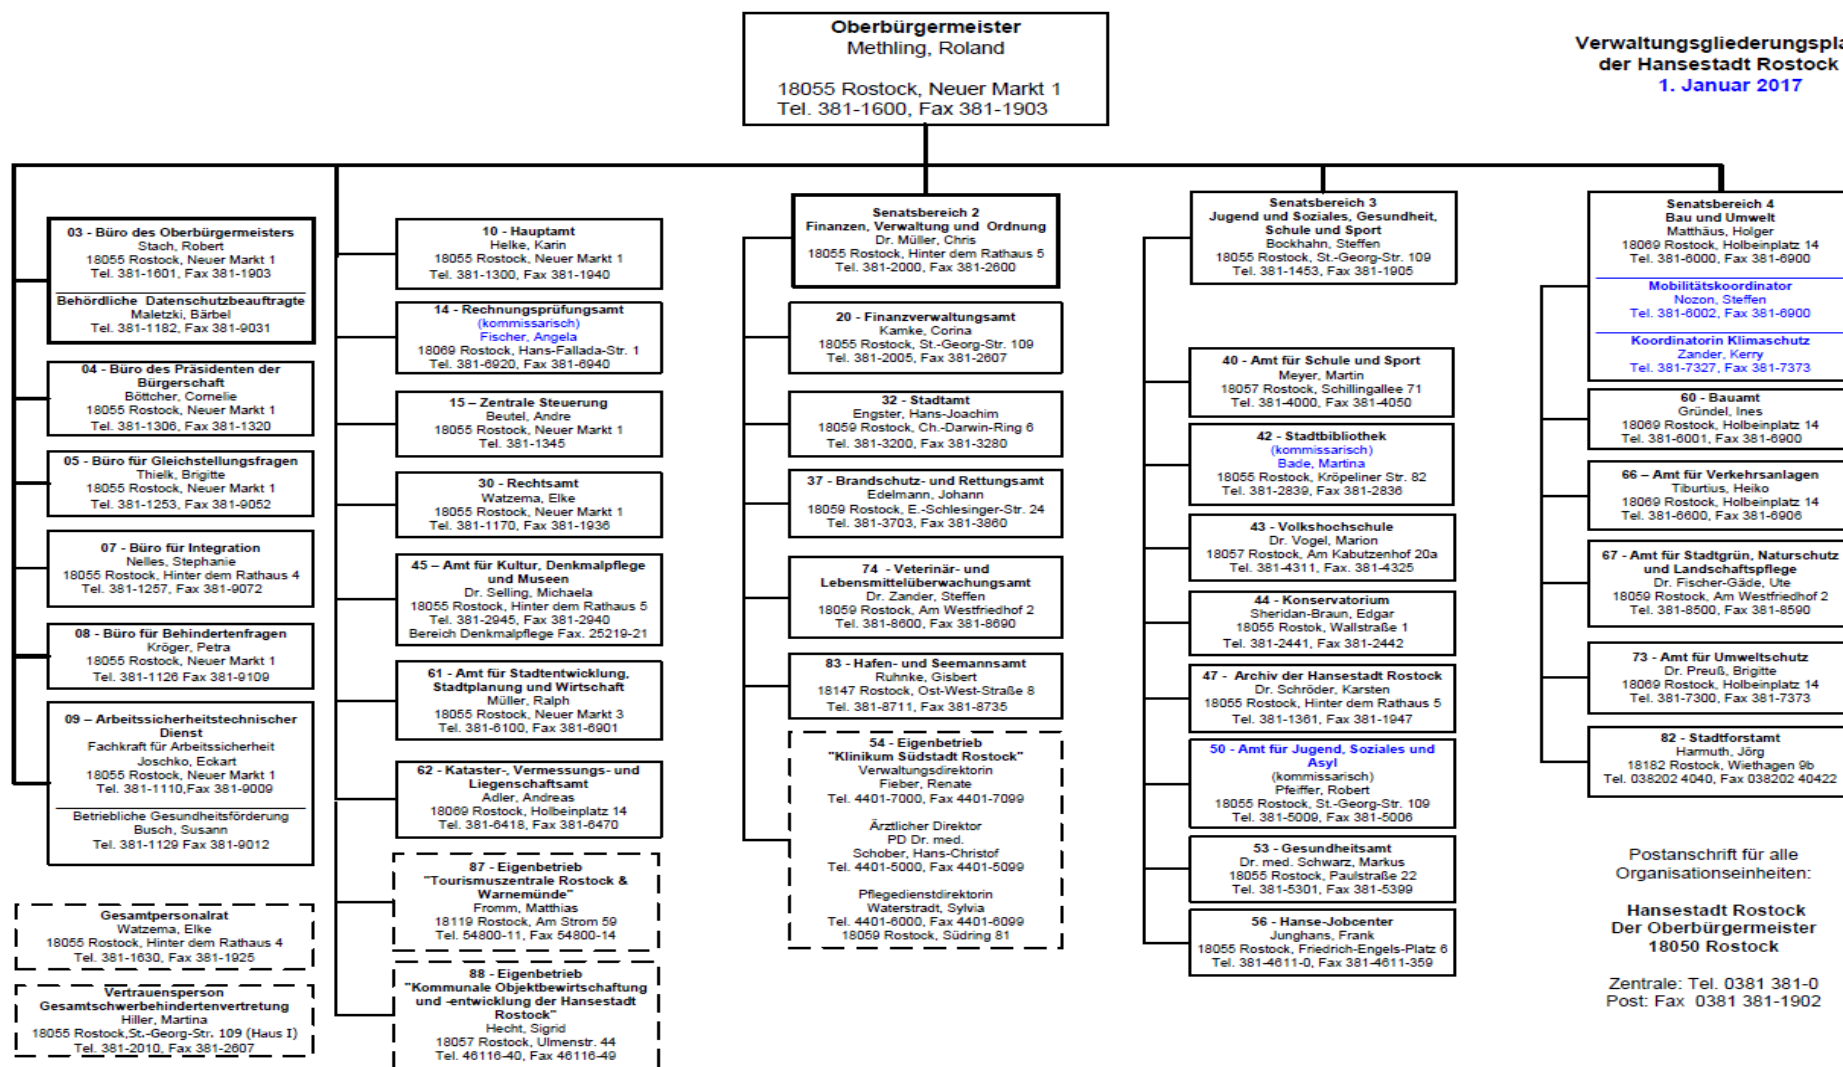 Oberbürgermeister
Methling, Roland
18055 Rostock, Neuer Markt 1
Tel. 381-1600, Fax 381-1903
Verwaltungsgliederungspla
der Hansestadt Rostock
1. Januar 2017
03 - Büro des Oberbürgermeisters
Stach, Robert
18055 Rostock, Neuer Markt 1
Tel. 381-1601, Fax 381-1903
Behördliche Datenschutzbeauftragte
Maletzki, Bärbel
Tel. 381-1182, Fax 381-9031
04 - Büro des Präsidenten der
Bürgerschaft
Böttcher, Cornelie
18055 Rostock, Neuer Markt 1
Tel. 381-1306, Fax 381-1320
05 - Büro für Gleichstellungsfragen
Thielk, Brigitte
18055 Rostock, Neuer Markt 1
Tel. 381-1253, Fax 381-9052
07 - Büro für Integration
Nelles, Stephanie
18055 Rostock, Hinter dem Rathaus 4
Tel. 381-1257, Fax 381-9072
08 - Büro für Behindertenfragen
Kröger, Petra
18055 Rostock, Neuer Markt 1
Tel. 381-1126 Fax 381-9109
09 – Arbeitssicherheitstechnischer
Dienst
Fachkraft für Arbeitssicherheit
Joschko, Eckart
18055 Rostock, Neuer Markt 1
Tel. 381-1110,Fax 381-9009
Betriebliche Gesundheitsförderung
Busch, Susann
Tel. 381-1129 Fax 381-9012
Gesamtpersonalrat
Watzema, Elke
18055 Rostock, Hinter dem Rathaus 4
Tel. 381-1630, Fax 381-1925
Vertrauensperson
Gesamtschwerbehindertenvertretung
Hiller, Martina
18055 Rostock,St.-Georg-Str. 109 (Haus I)
Tel. 381-2010, Fax 381-2607
10 - Hauptamt
Helke, Karin
18055 Rostock, Neuer Markt 1
Tel. 381-1300, Fax 381-1940
14 - Rechnungsprüfungsamt
(kommissarisch)
Fischer, Angela
18069 Rostock, Hans-Fallada-Str. 1
Tel. 381-6920, Fax 381-6940
15 – Zentrale Steuerung
Beutel, Andre
18055 Rostock, Neuer Markt 1
Tel. 381-1345
30 - Rechtsamt
Watzema, Elke
18055 Rostock, Neuer Markt 1
Tel. 381-1170, Fax 381-1936
45 – Amt für Kultur, Denkmalpflege
und Museen
Dr. Selling, Michaela
18055 Rostock, Hinter dem Rathaus 5
Tel. 381-2945, Fax 381-2940
Bereich Denkmalpflege Fax. 25219-21
61 - Amt für Stadtentwicklung,
Stadtplanung und Wirtschaft
Müller, Ralph
18055 Rostock, Neuer Markt 3
Tel. 381-6100, Fax 381-6901
62 - Kataster-, Vermessungs- und
Liegenschaftsamt
Adler, Andreas
18069 Rostock, Holbeinplatz 14
Tel. 381-6418, Fax 381-6470
87 - Eigenbetrieb
"Tourismuszentrale Rostock &
Warnemünde"
Fromm, Matthias
18119 Rostock, Am Strom 59
Tel. 54800-11, Fax 54800-14
88 - Eigenbetrieb
"Kommunale Objektbewirtschaftung
und -entwicklung der Hansestadt
Rostock"
Hecht, Sigrid
18057 Rostock, Ulmenstr. 44
Tel. 46116-40, Fax 46116-49
Senatsbereich 2
Finanzen, Verwaltung und Ordnung
Dr. Müller, Chris
18055 Rostock, Hinter dem Rathaus 5
Tel. 381-2000, Fax 381-2600
20 - Finanzverwaltungsamt
Kamke, Corina
18055 Rostock, St.-Georg-Str. 109
Tel. 381-2005, Fax 381-2607
32 - Stadtamt
Engster, Hans-Joachim
18059 Rostock, Ch.-Darwin-Ring 6
Tel. 381-3200, Fax 381-3280
37 - Brandschutz- und Rettungsamt
Edelmann, Johann
18059 Rostock, E.-Schlesinger-Str. 24
Tel. 381-3703, Fax 381-3860
74 - Veterinär- und
Lebensmittelüberwachungsamt
Dr. Zander, Steffen
18059 Rostock, Am Westfriedhof 2
Tel. 381-8600, Fax 381-8690
83 - Hafen- und Seemannsamt
Ruhnke, Gisbert
18147 Rostock, Ost-West-Straße 8
Tel. 381-8711, Fax 381-8735
54 - Eigenbetrieb
"Klinikum Südstadt Rostock"
Verwaltungsdirektorin
Fieber, Renate
Tel. 4401-7000, Fax 4401-7099
Ärztlicher Direktor
PD Dr. med.
Schober, Hans-Christof
Tel. 4401-5000, Fax 4401-5099
Pflegedienstdirektorin
Waterstradt, Sylvia
Tel. 4401-6000, Fax 4401-6099
18059 Rostock, Südring 81
Senatsbereich 3
Jugend und Soziales, Gesundheit,
Schule und Sport
Bockhahn, Steffen
18055 Rostock, St.-Georg-Str. 109
Tel. 381-1453, Fax 381-1905
40 - Amt für Schule und Sport
Meyer, Martin
18057 Rostock, Schillingallee 71
Tel. 381-4000, Fax 381-4050
42 - Stadtbibliothek
(kommissarisch)
Bade, Martina
18055 Rostock, Kröpeliner Str. 82
Tel. 381-2839, Fax 381-2836
43 - Volkshochschule
Dr. Vogel, Marion
18057 Rostock, Am Kabutzenhof 20a
Tel. 381-4311, Fax. 381-4325
44 - Konservatorium
Sheridan-Braun, Edgar
18055 Rostok, Wallstraße 1
Tel. 381-2441, Fax 381-2442
47 - Archiv der Hansestadt Rostock
Dr. Schröder, Karsten
18055 Rostock, Hinter dem Rathaus 5
Tel. 381-1361, Fax 381-1947
50 - Amt für Jugend, Soziales und
Asyl
(kommissarisch)
Pfeiffer, Robert
18055 Rostock, St.-Georg-Str. 109
Tel. 381-5009, Fax 381-5006
53 - Gesundheitsamt
Dr. med. Schwarz, Markus
18055 Rostock, Paulstraße 22
Tel. 381-5301, Fax 381-5399
56 - Hanse-Jobcenter
Junghans, Frank
18055 Rostock, Friedrich-Engels-Platz 6
Tel. 381-4611-0, Fax 381-4611-359
Senatsbereich 4
Bau und Umwelt
Matthäus, Holger
18069 Rostock, Holbeinplatz 14
Tel. 381-6000, Fax 381-6900
Mobilitätskoordinator
Nozon, Steffen
Tel. 381-6002, Fax 381-6900
Koordinatorin Klimaschutz
Zander, Kerry
Tel. 381-7327, Fax 381-7373
60 - Bauamt
Gründel, Ines
18069 Rostock, Holbeinplatz 14
Tel. 381-6001, Fax 381-6900
66 – Amt für Verkehrsanlagen
Tiburtius, Heiko
18069 Rostock, Holbeinplatz 14
Tel. 381-6600, Fax 381-6906
67 - Amt für Stadtgrün, Naturschutz
und Landschaftspflege
Dr. Fischer-Gäde, Ute
18059 Rostock, Am Westfriedhof 2
Tel. 381-8500, Fax 381-8590
73 - Amt für Umweltschutz
Dr. Preuß, Brigitte
18069 Rostock, Holbeinplatz 14
Tel. 381-7300, Fax 381-7373
82 - Stadtforstamt
Harmuth, Jörg
18182 Rostock, Wiethagen 9b
Tel. 038202 4040, Fax 038202 40422
Postanschrift für alle
Organisationseinheiten:
Hansestadt Rostock
Der Oberbürgermeister
18050 Rostock
Zentrale: Tel. 0381 381-0
Post: Fax 0381 381-1902